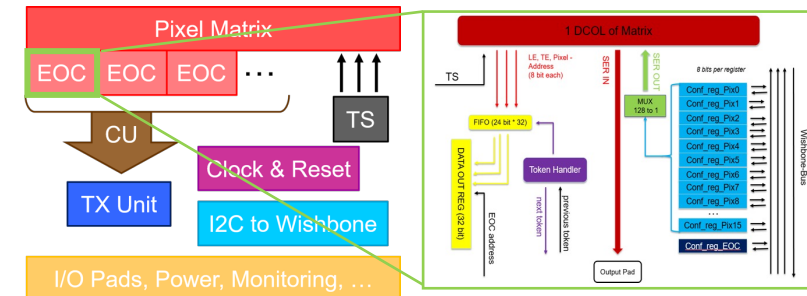 Pixel Matrix
EOC
EOC
EOC
...
TS
CU
Clock & Reset
TX Unit
I2C to Wishbone
I/O Pads, Power, Monitoring, ...
1 DCOL of Matrix
TS
LE, TE, Pixel -
Address
(8 bit each)
SER IN
SER OUT
8 bits per register
MUX
128 to 1
FIFO (24 bit * 32)
DATA OUT REG (32 bit)
Token Handler
EOC address
next token
previous token
Output Pad
Conf_reg_Pix0
Conf_reg_Pix1
Conf_reg_Pix2
Conf_reg_Pix3
Conf_reg_Pix4
Conf_reg_Pix5
Conf_reg_Pix6
Conf_reg_Pix7
Conf_reg_Pix8
...
Conf_reg_Pix15
Conf_reg_EOC
Wishbone-Bus